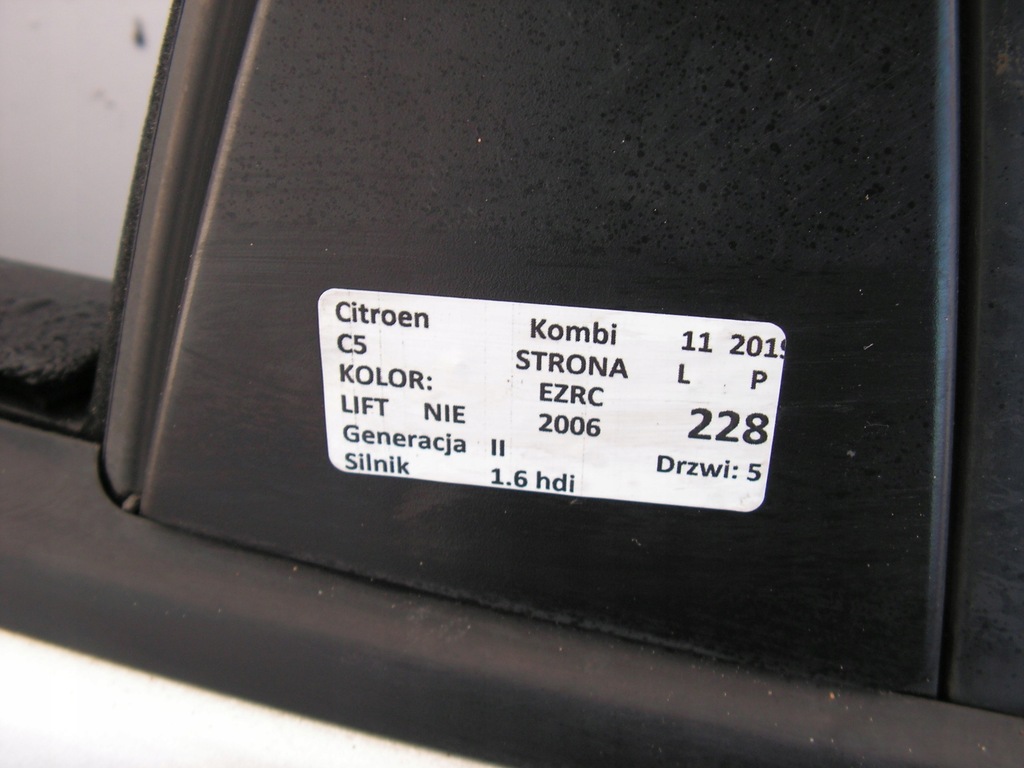 Citroen Kombi 11 2019
C5 STRONA L P
KOLOR: EZRC
LIFT NIE 2006 228
Generacja II Drzwi: 5
Silnik 1.6 hdi